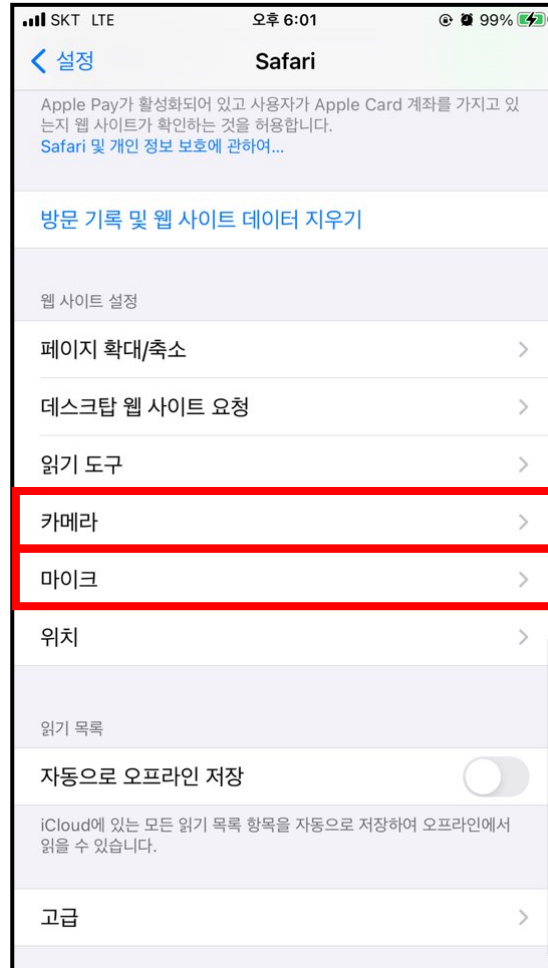 SKT LTE 오후 6:01 99%
설정 Safari
Apple Pay가 활성화되어 있고 사용자가 Apple Card 계좌를 가지고 있
는지 웹 사이트가 확인하는 것을 허용합니다.
Safari 및 개인 정보 보호에 관하여...
방문 기록 및 웹 사이트 데이터 지우기
웹 사이트 설정
페이지 확대/축소
데스크탑 웹 사이트 요청
읽기 도구
카메라
마이크
위치
읽기 목록
자동으로 오프라인 저장
iCloud에 있는 모든 읽기 목록 항목을 자동으로 저장하여 오프라인에서
읽을 수 있습니다.
고급